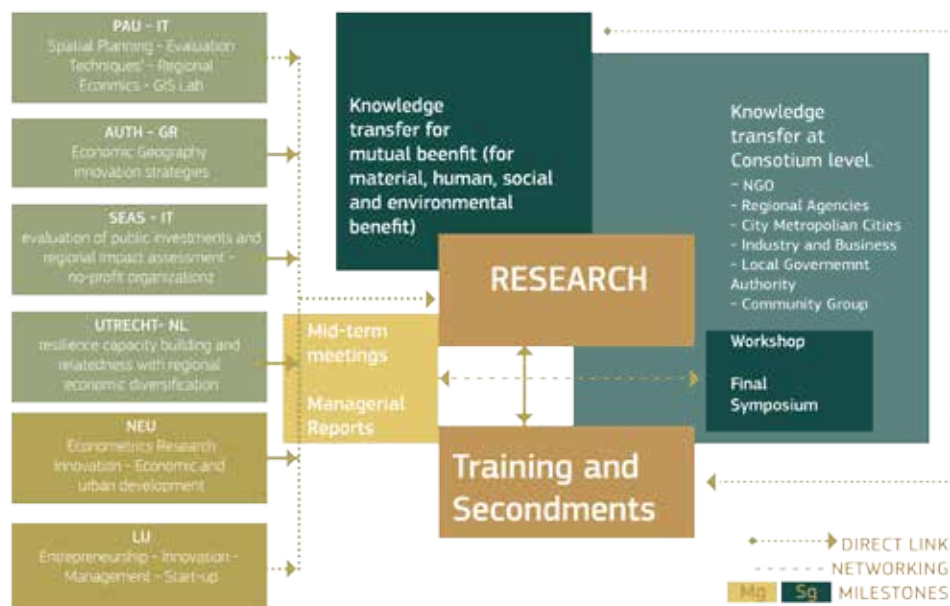 PAU - IT
Spatial Planning - Evaluation
Techniques' - Regional
Econmics - GIS Lab
AUTH - GR
Economic Geography
innovation strategies
SEAS - IT
evaluation of public investments and
regional impact assessment -
no-profit organizationz
UTRECHT- NL
resilience capacity building and
relatedness with regional
economic diversification
NEU
Econometrics Research
Innovation - Economic and
urban development
LU
Entrepreneurship - Innovation -
Management - Start-up
Knowledge
transfer for
mutual beenfit (for
material, human, social
and environmental
benefit)
Knowledge
transfer at
Consotium level
- NGO
- Regional Agencies
- City Metropolitan Cities
- Industry and Business
- Local Governemnt
Authority
- Community Group
RESEARCH
Mid-term
meetings
Managerial
Reports
Workshop
Final
Symposium
Training and
Secondments
DIRECT LINK
NETWORKING
Mg Sg MILESTONES